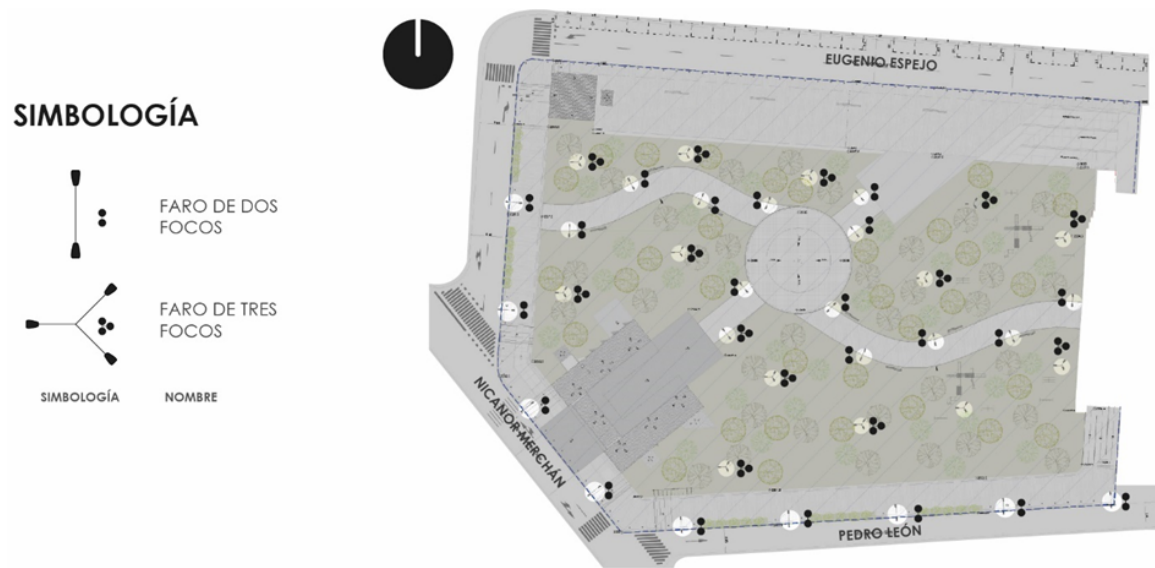 SIMBOLOGÍA
FARO DE DOS
FOCOS
FARO DE TRES
FOCOS
SIMBOLOGÍA
NOMBRE
EUGENIO ESPEJO
NICANOR MERCHÁN
PEDRO LEÓN